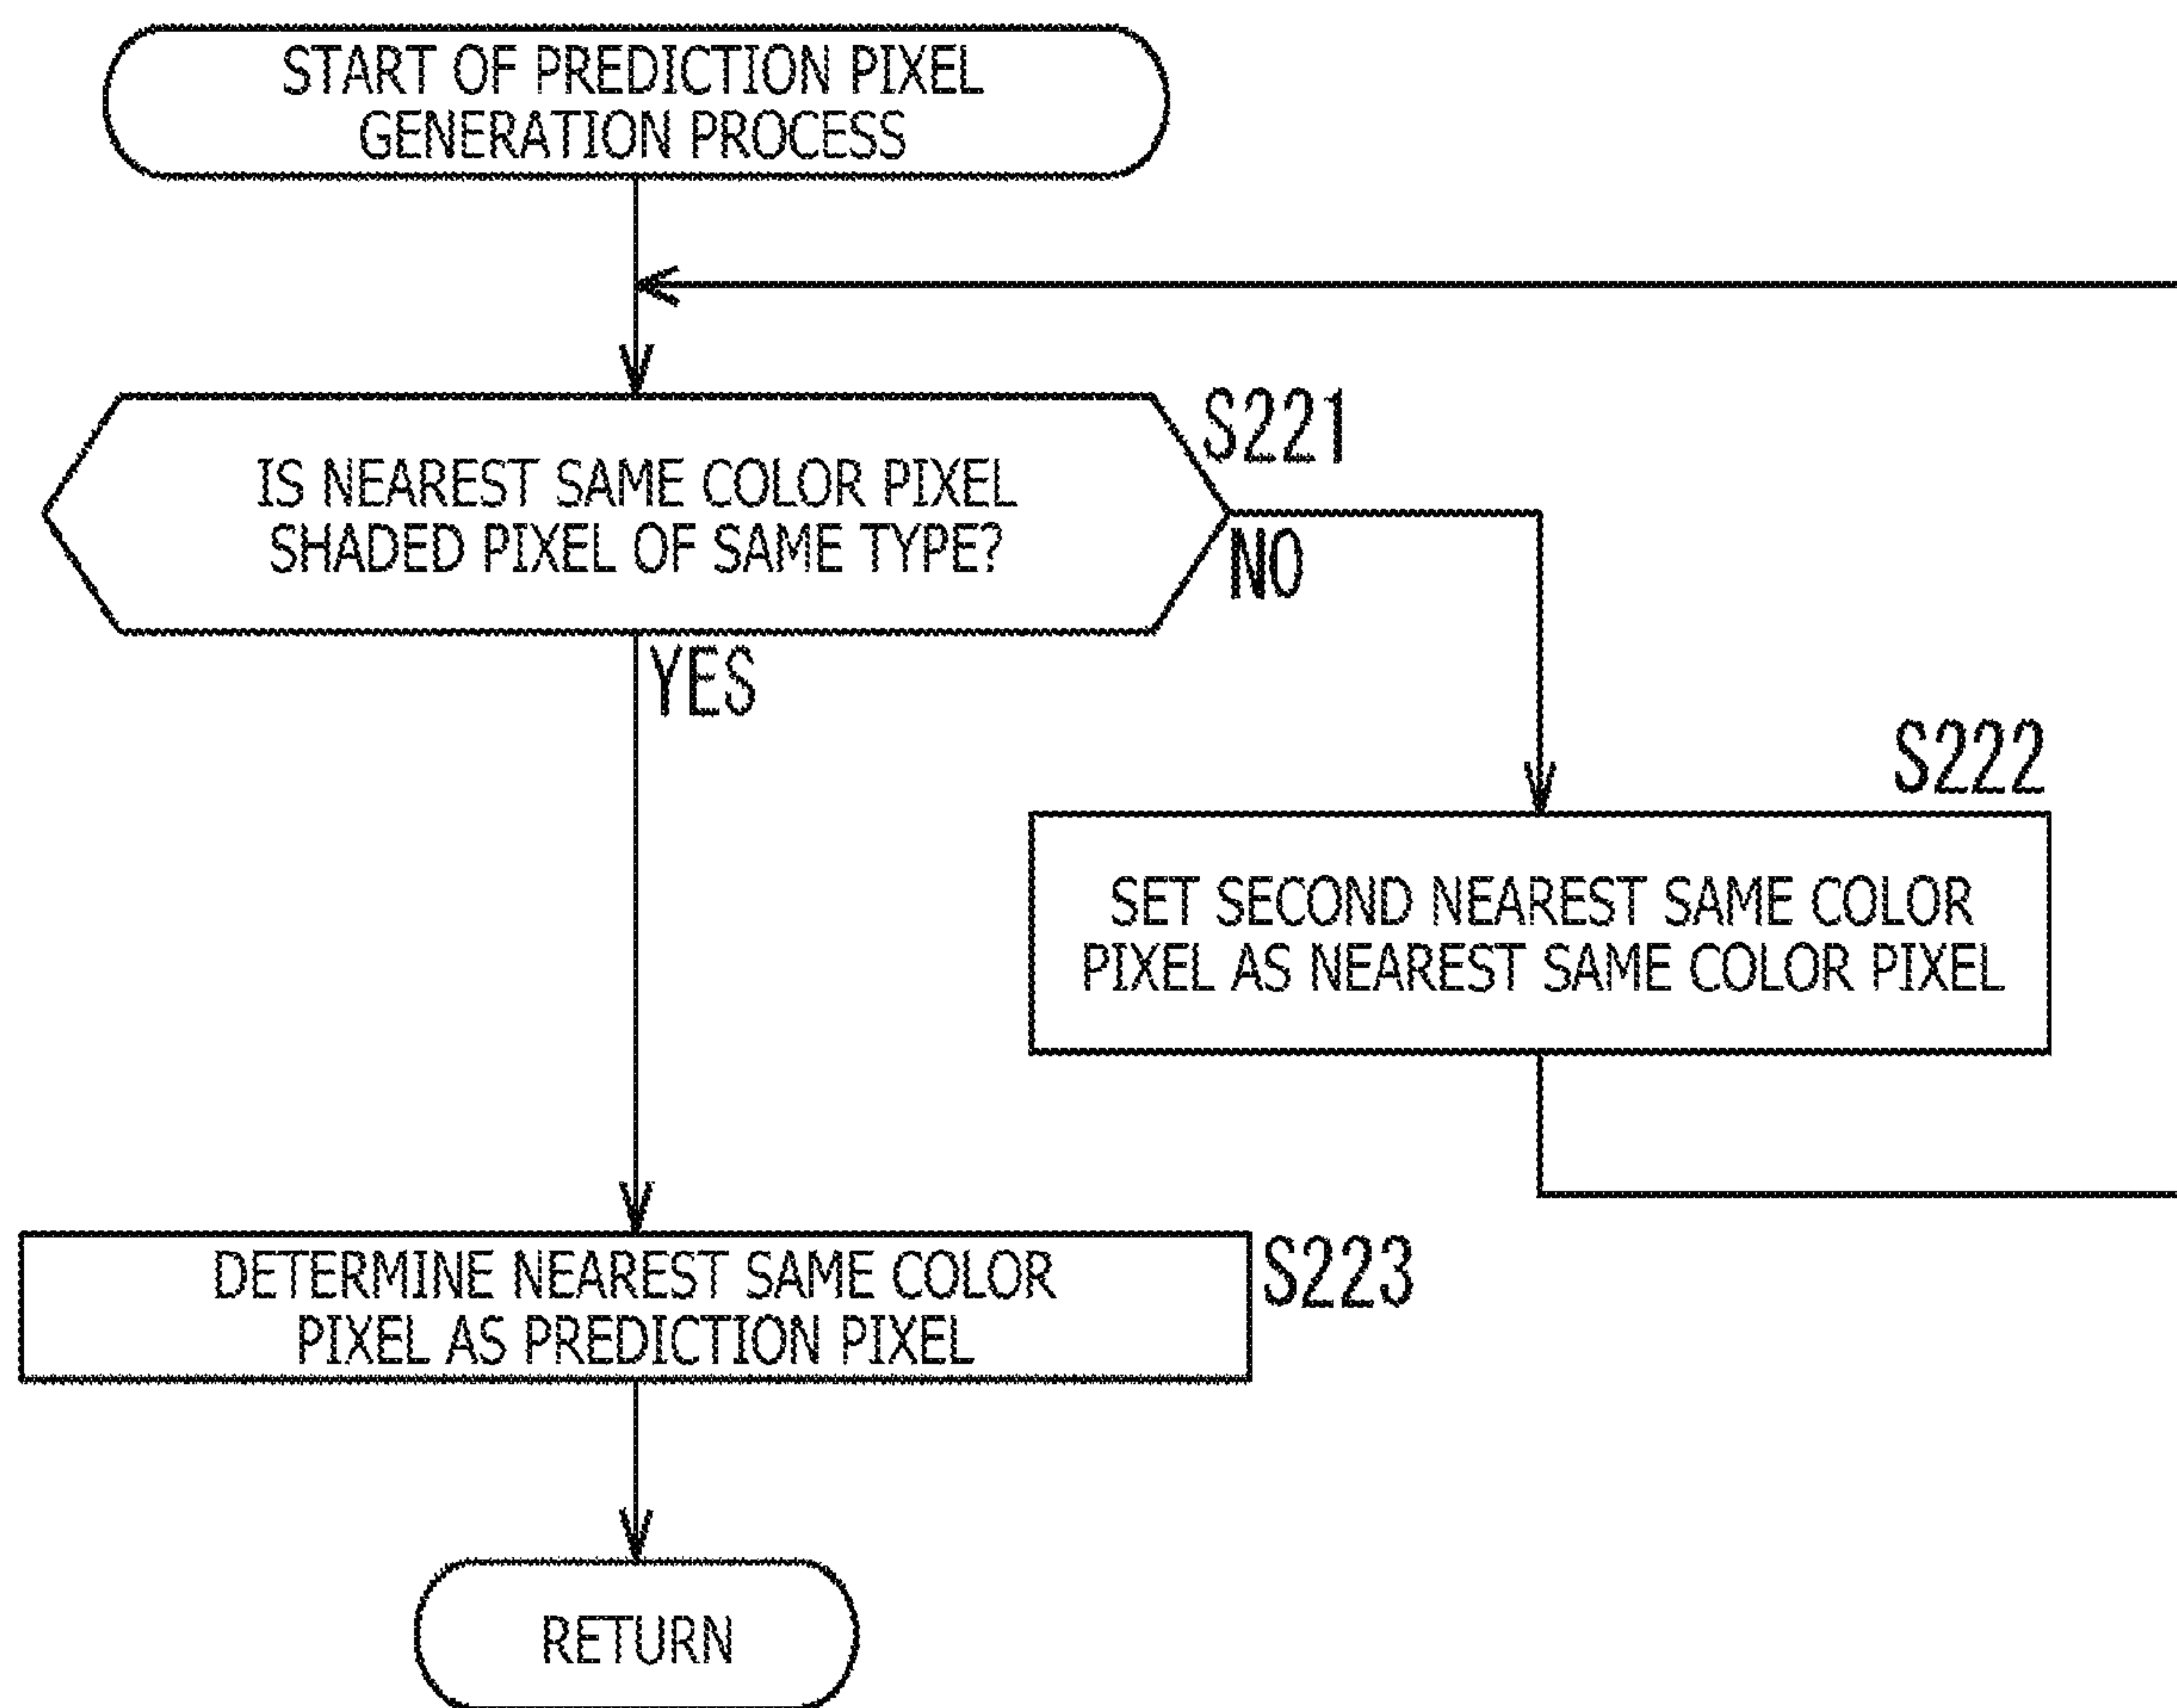 START OF PREDICTION PIXEL
GENERATION PROCESS
S221
IS NEAREST SAME COLOR PIXEL
SHADED PIXEL OF SAME TYPE?
NO
YES
S222
SET SECOND NEAREST SAME COLOR
PIXEL AS NEAREST SAME COLOR PIXEL
S223
DETERMINE NEAREST SAME COLOR
PIXEL AS PREDICTION PIXEL
RETURN